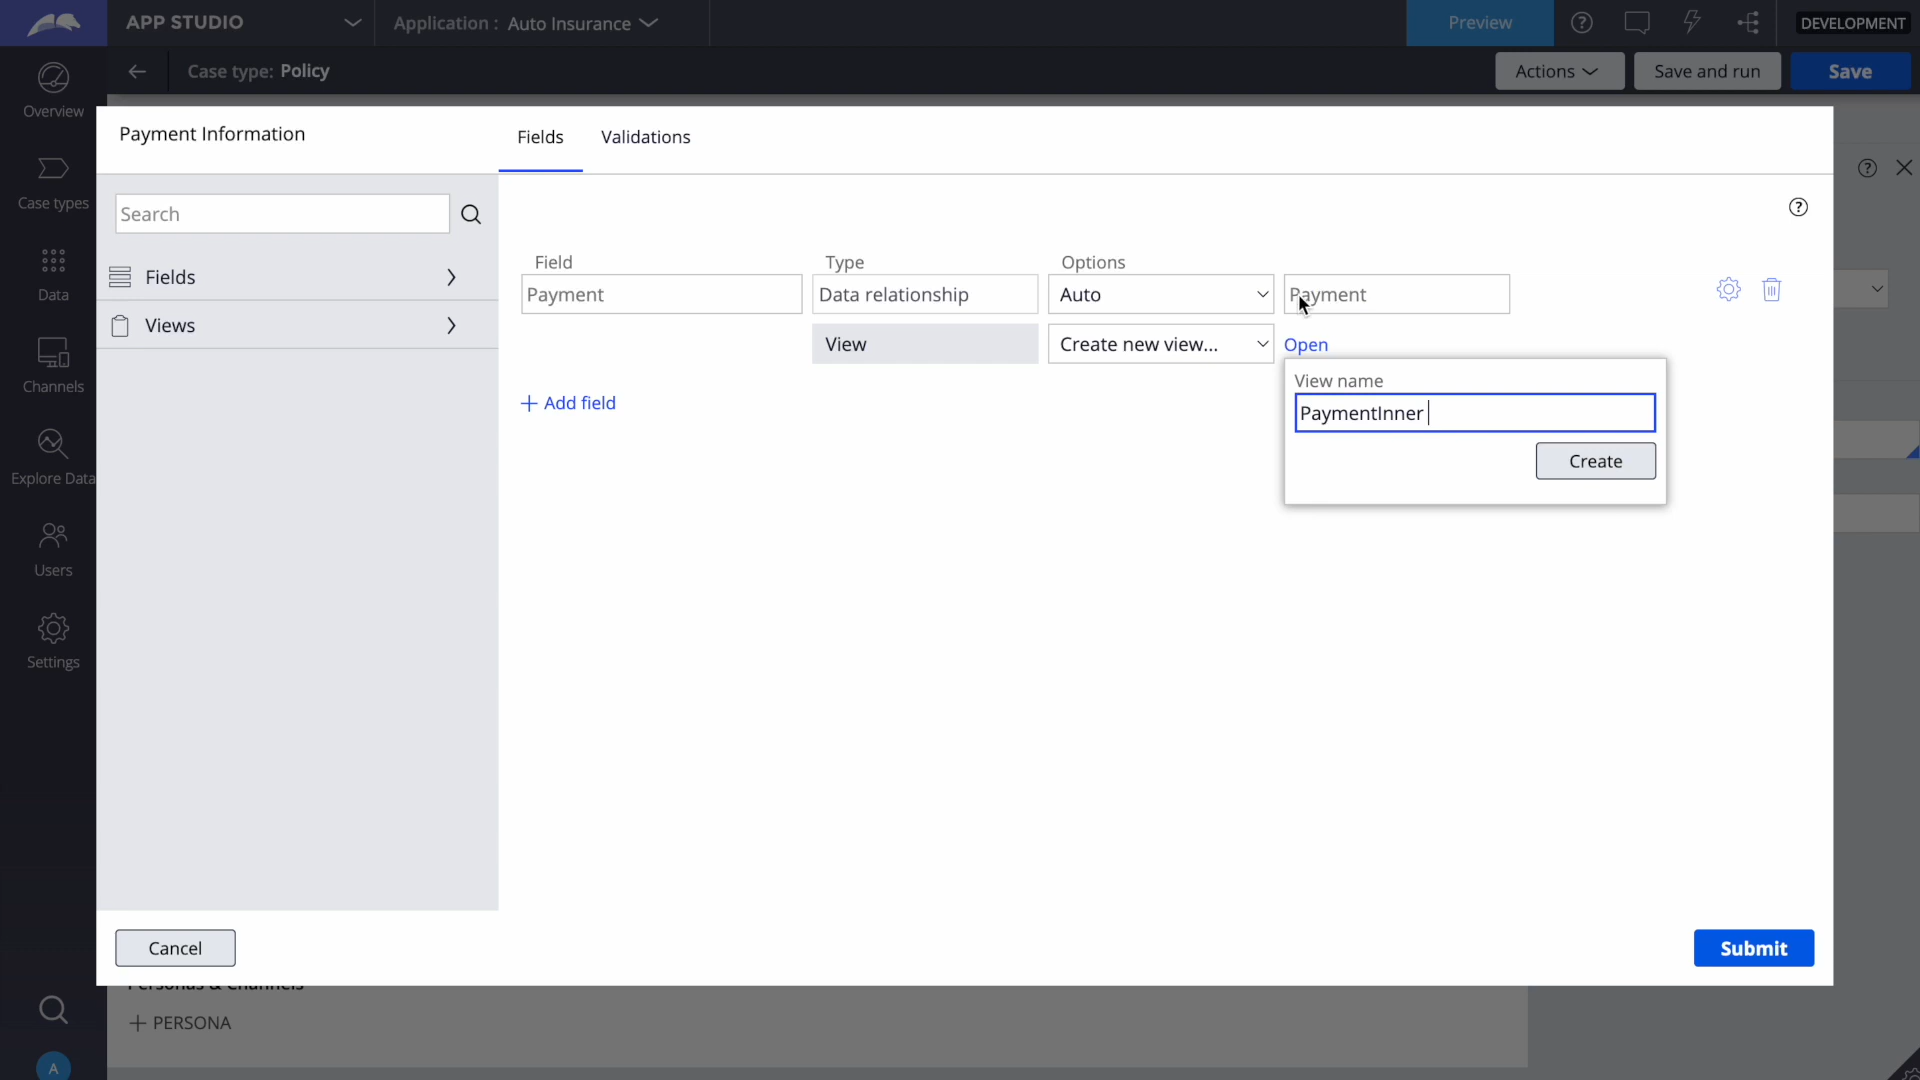 APP STUDIO
Application : Auto Insurance
Preview
DEVELOPMENT
Case type: Policy
Actions
Save and run
Save
Overview
Case types
Data
Channels
Explore Data
Users
Settings
A
Payment Information
Fields
Validations
Search
Fields
Views
Field
Type
Options
Payment
Data relationship
Auto
Payment
View
Create new view...
Open
+ Add field
View name
PaymentInner
Create
Cancel
Submit
Personas & Channels
+ PERSONA